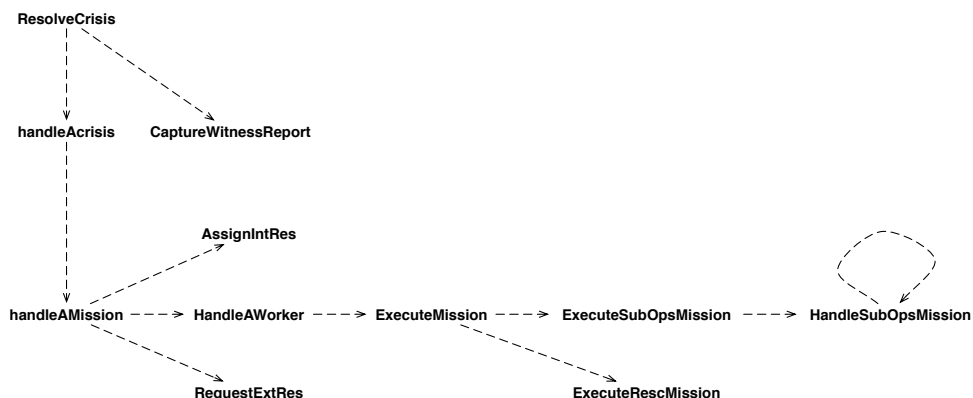 ResolveCrisis
handleAcrisis CaptureWitnessReport
AssignIntRes
handleAMission HandleAWorker ExecuteMission ExecuteSubOpsMission HandleSubOpsMission
RequestExtRes ExecuteRescMission